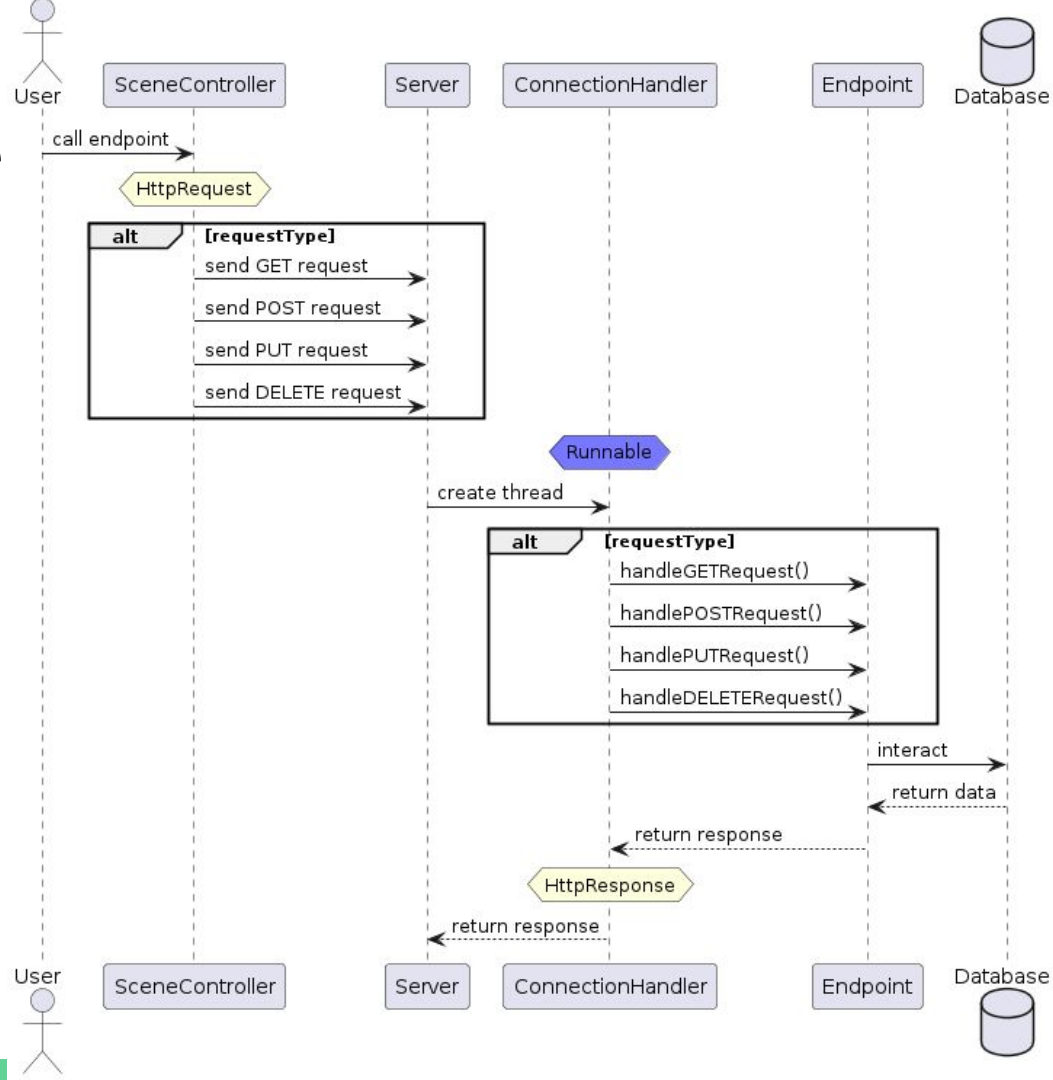 User
SceneController
Server
ConnectionHandler
Endpoint
Database
call endpoint
HttpRequest
alt
[requestType]
send GET request
send POST request
send PUT request
send DELETE request
Runnable
create thread
alt
[requestType]
handleGETRequest()
handlePOSTRequest()
handlePUTRequest()
handleDELETERequest()
interact
return data
return response
HttpResponse
return response
User
SceneController
Server
ConnectionHandler
Endpoint
Database